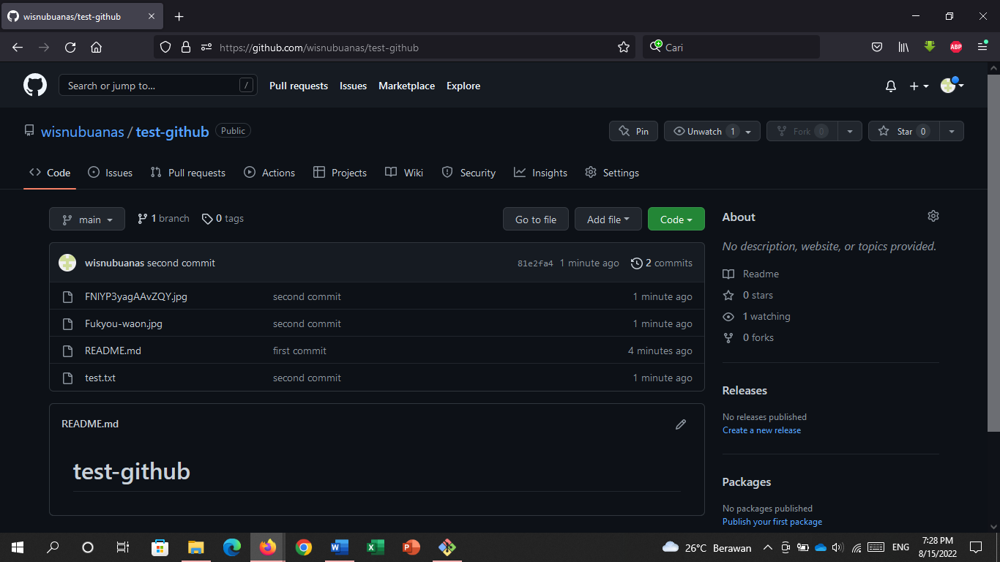 wisnubuanas/test-github
https://github.com/wisnubuanas/test-github
Cari
ABP
Search or jump to...
/
Pull requests
Issues
Marketplace
Explore
wisnubuanas / test-github
Public
Pin
Unwatch 1
Fork 0
Star 0
Code
Issues
Pull requests
Actions
Projects
Wiki
Security
Insights
Settings
main
1 branch
0 tags
Go to file
Add file
Code
wisnubuanas second commit
81e2fa4 1 minute ago
2 commits
FNlYP3yagAAvZQY.jpg
second commit
1 minute ago
Fukyou-waon.jpg
second commit
1 minute ago
README.md
first commit
4 minutes ago
test.txt
second commit
1 minute ago
README.md
test-github
About
No description, website, or topics provided.
Readme
0 stars
1 watching
0 forks
Releases
No releases published
Create a new release
Packages
No packages published
Publish your first package
26°C Berawan
ENG
7:28 PM
8/15/2022